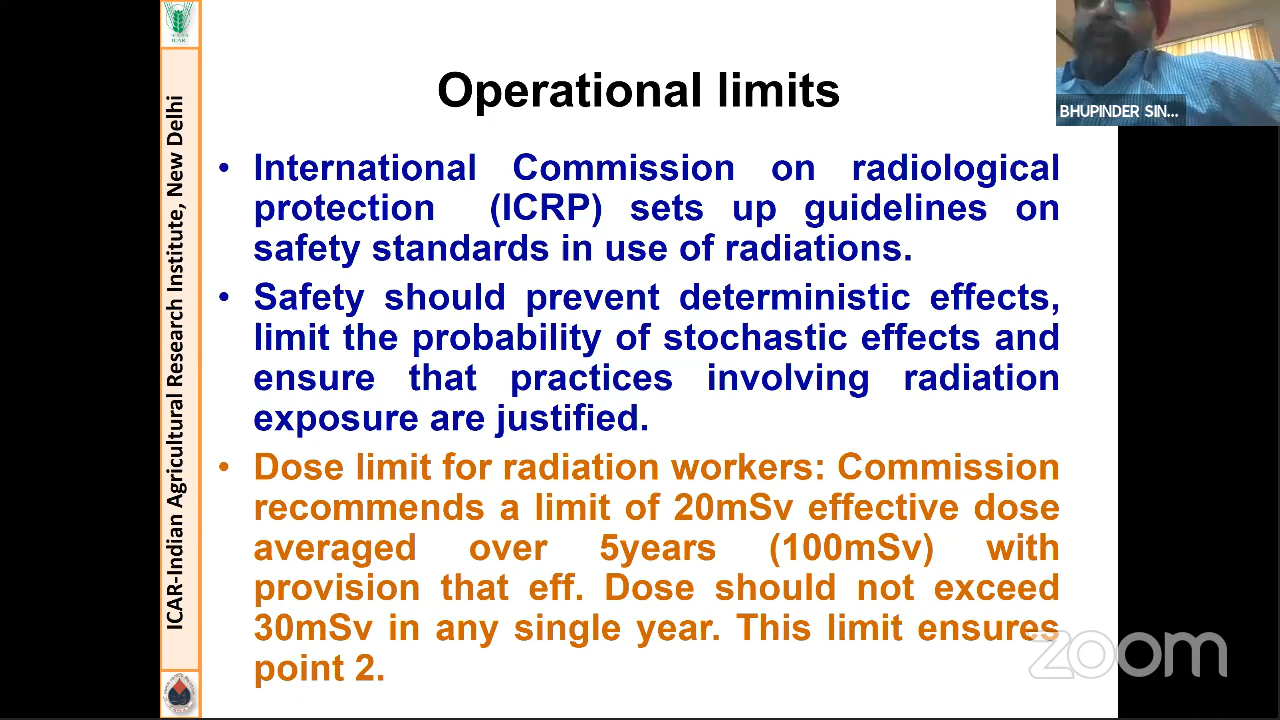 ICAR
ICAR-Indian Agricultural Research Institute, New Delhi
Operational limits
BHUPINDER SIN...
• International Commission on radiological
protection (ICRP) sets up guidelines on
safety standards in use of radiations.
• Safety should prevent deterministic effects,
limit the probability of stochastic effects and
ensure that practices involving radiation
exposure are justified.
• Dose limit for radiation workers: Commission
recommends a limit of 20mSv effective dose
averaged over 5years (100mSv) with
provision that eff. Dose should not exceed
30mSv in any single year. This limit ensures
point 2.
zoom